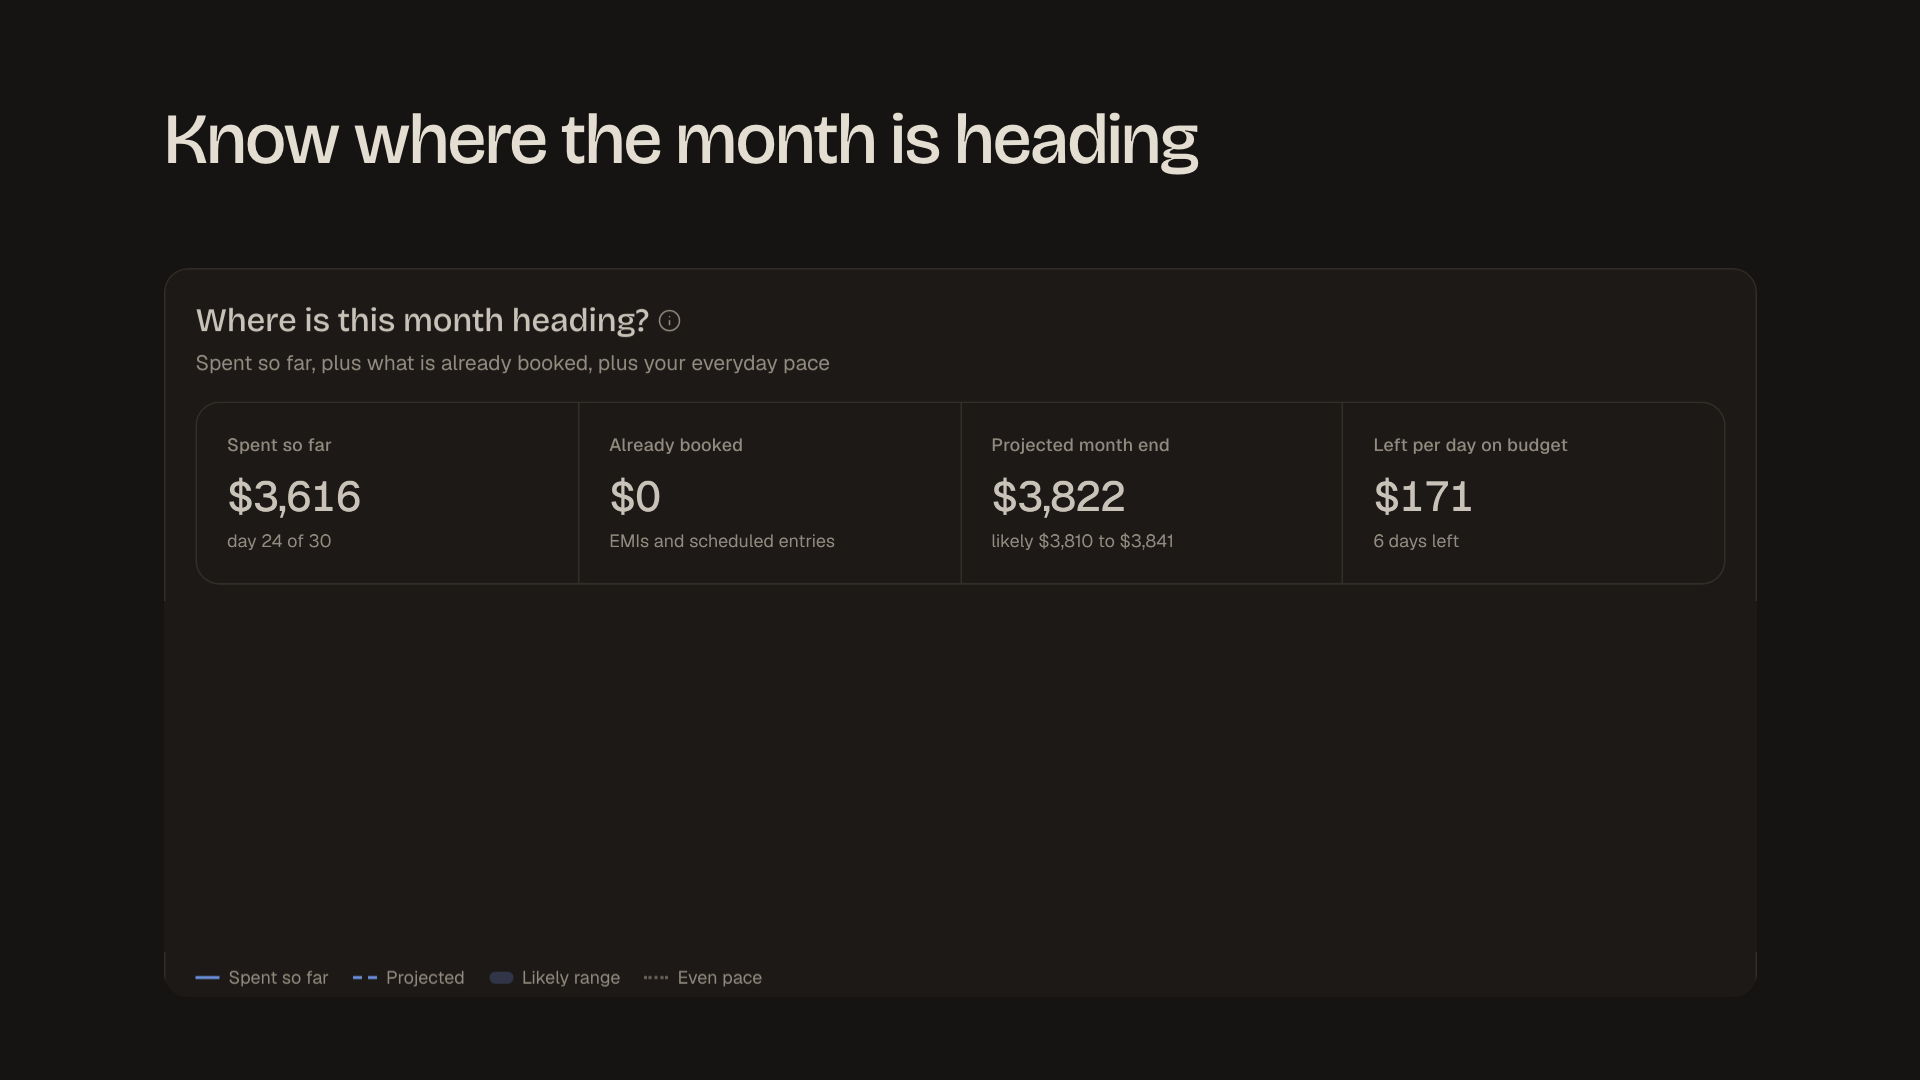 Know where the month is heading
Where is this month heading?
Spent so far, plus what is already booked, plus your everyday pace
Spent so far
$3,616
day 24 of 30
Already booked
$0
EMIs and scheduled entries
Projected month end
$3,822
likely $3,810 to $3,841
Left per day on budget
$171
6 days left
Spent so far
Projected
Likely range
Even pace